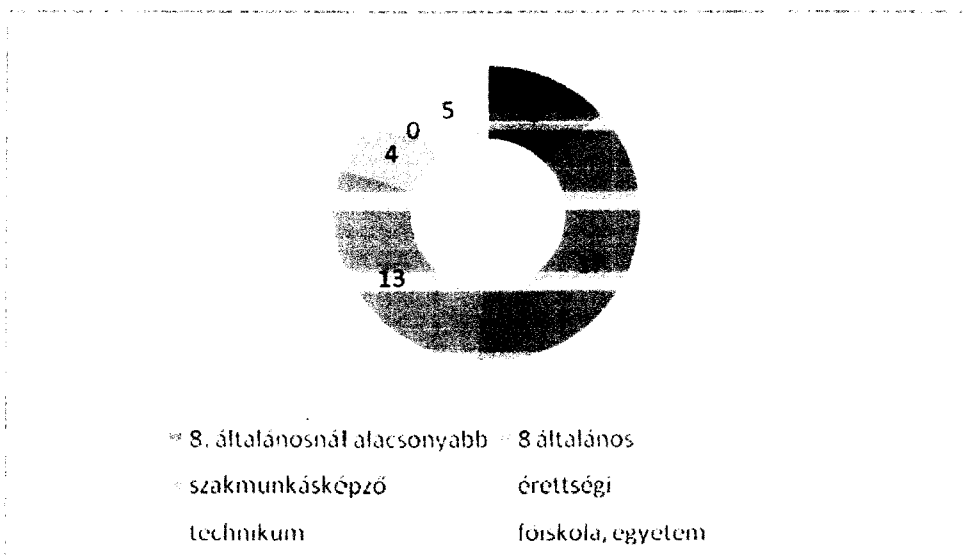 5
0
4
13
8. általánosnál alacsonyabb 8 általános
szakmunkásképző érettségi
technikum főiskola, egyetem